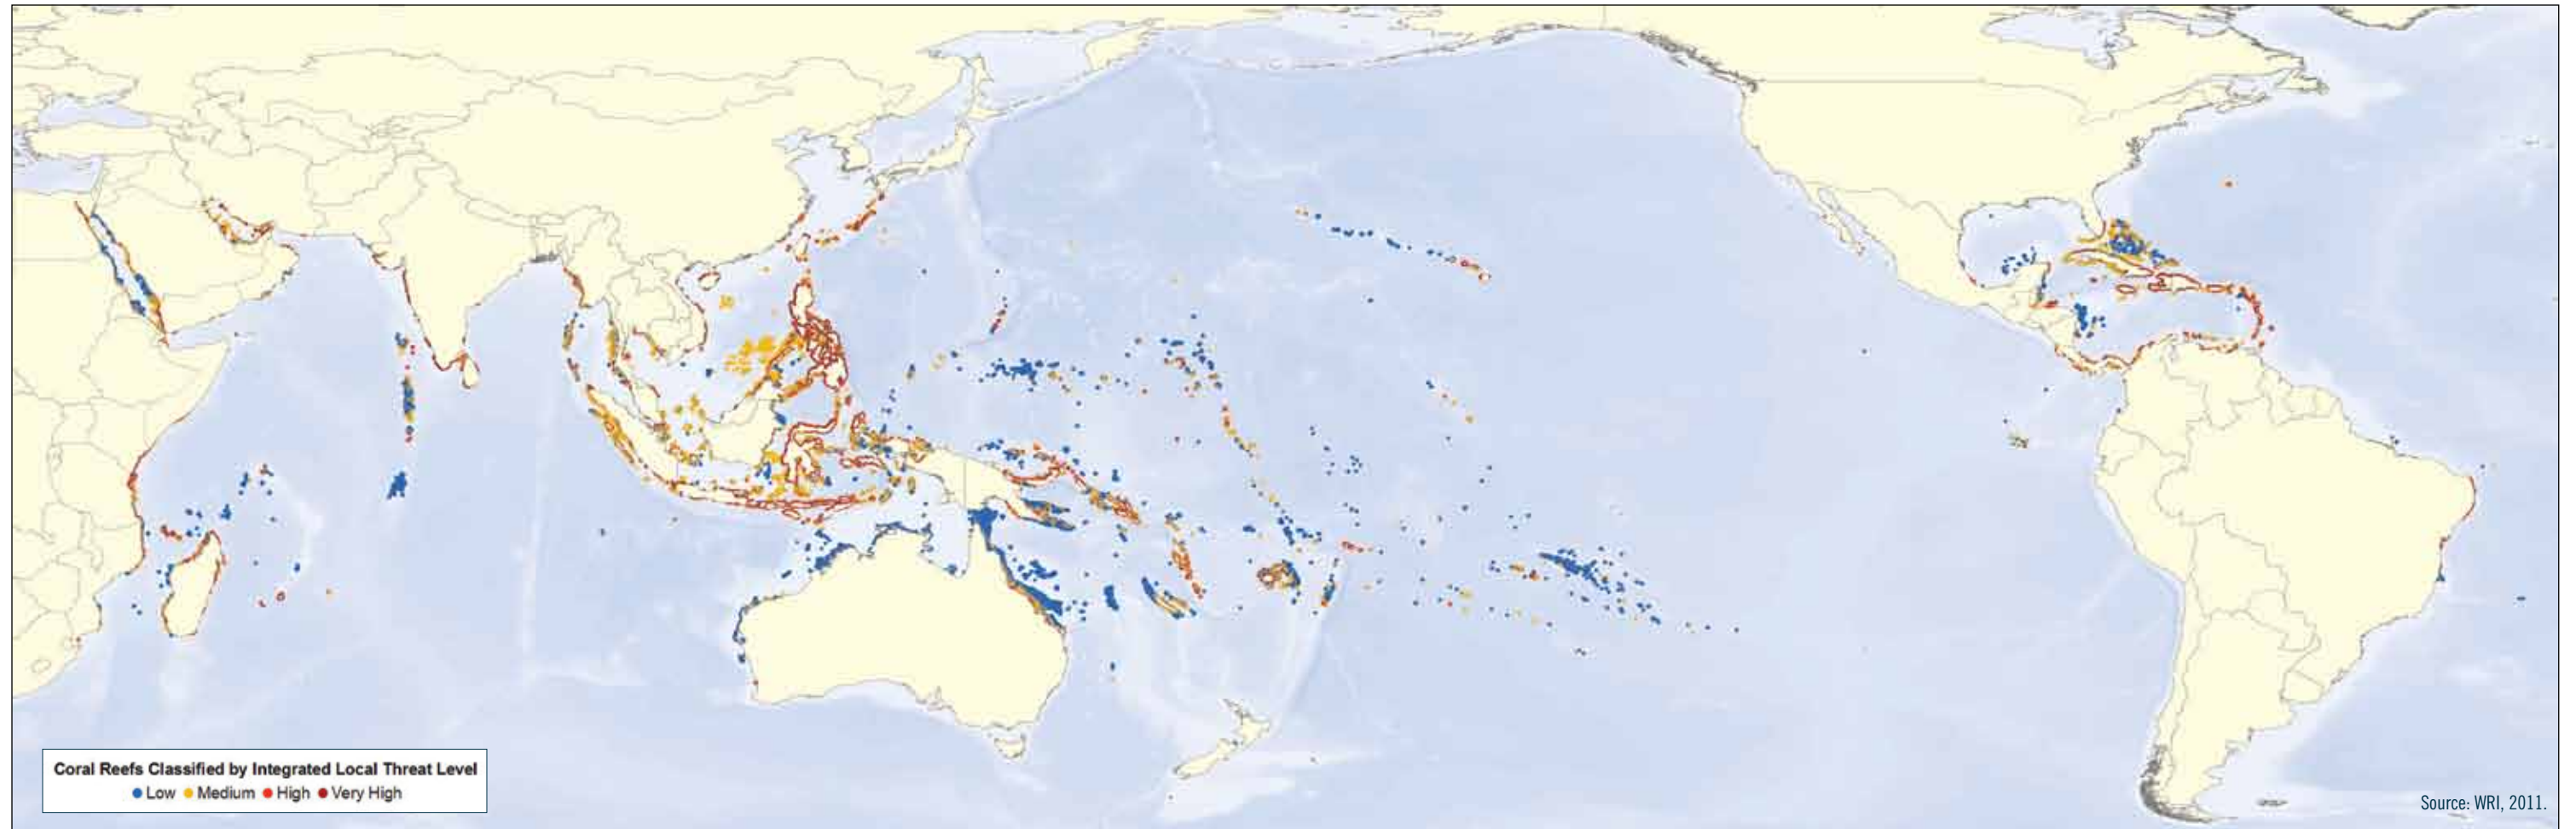 Coral Reefs Classified by Integrated Local Threat Level
Low Medium High Very High
Source: WRI, 2011.